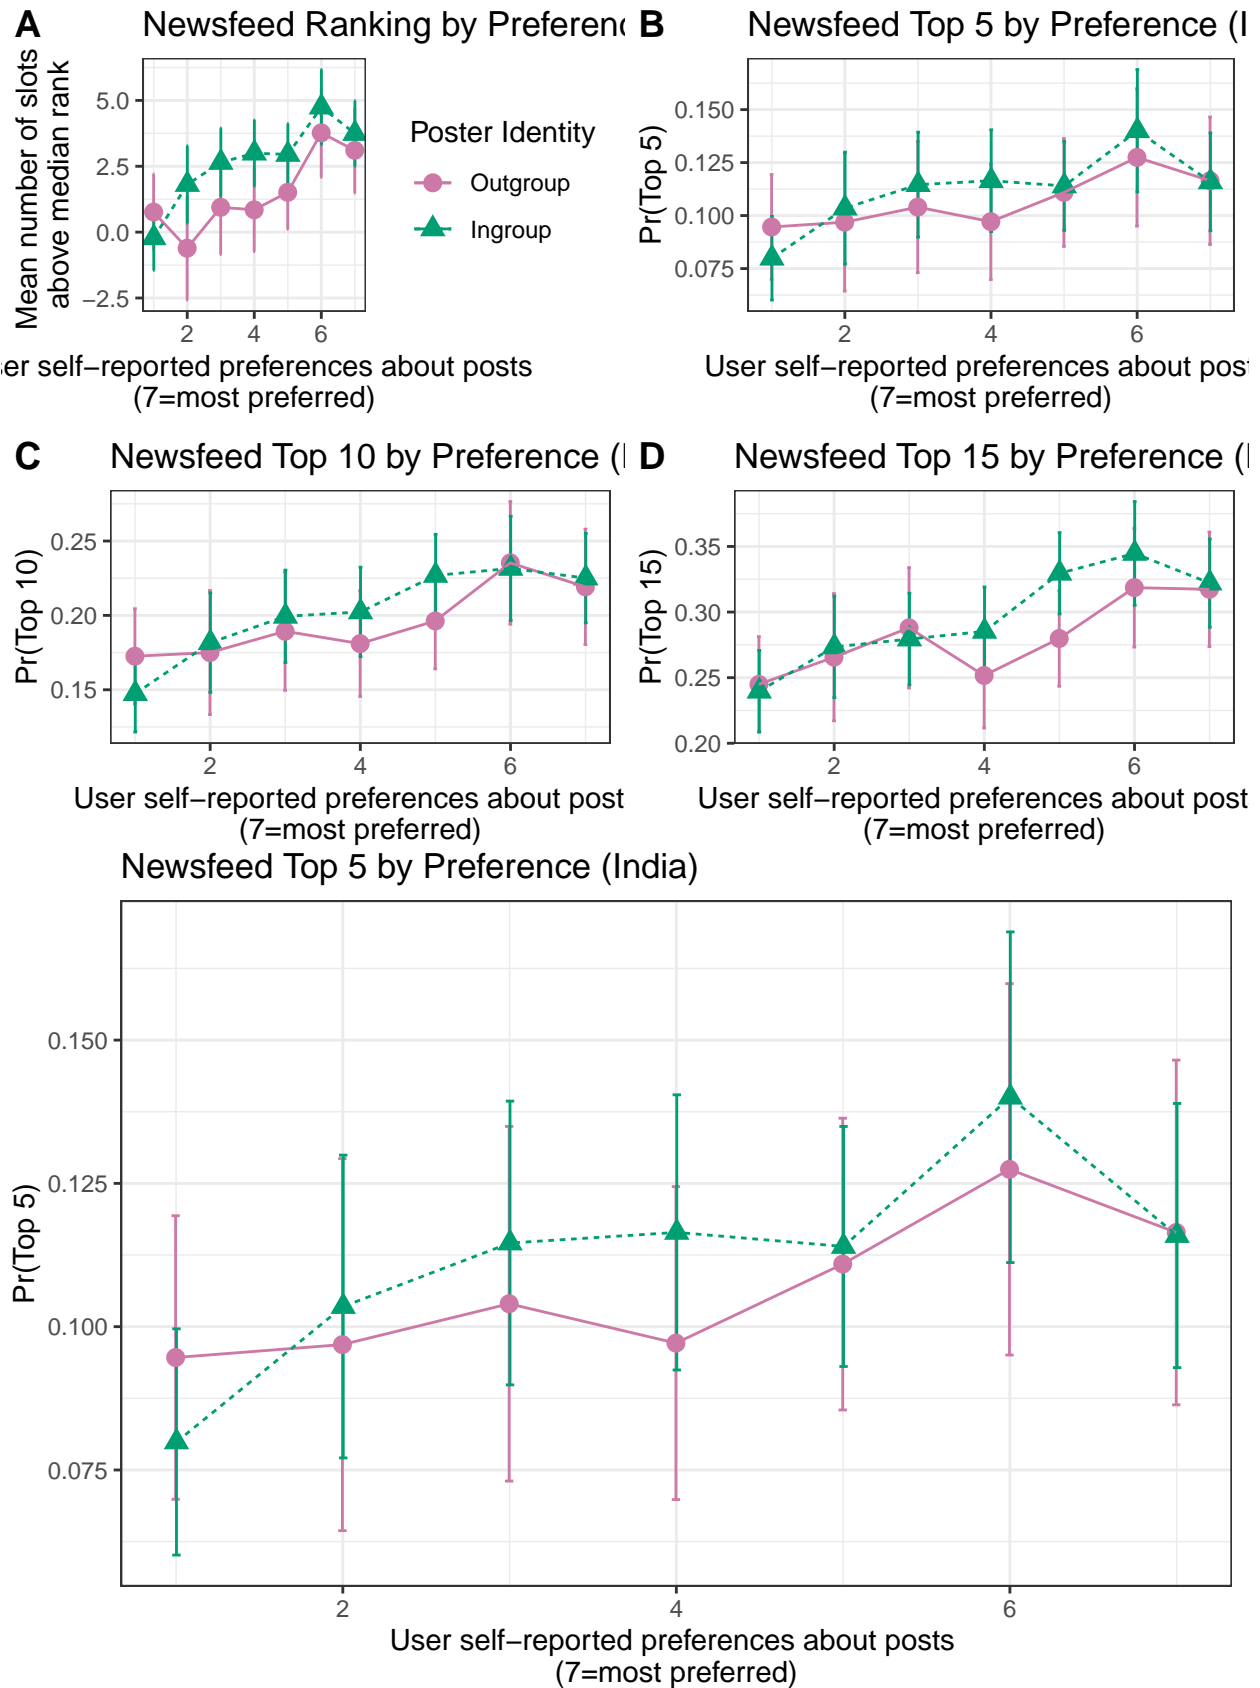 A
Newsfeed Ranking by Preferenc
Mean number of slots
above median rank
5.0
2.5
0.0
−2.5
2
4
6
ser self−reported preferences about posts
(7=most preferred)
Poster Identity
Outgroup
Ingroup
B
Newsfeed Top 5 by Preference (I
Pr(Top 5)
0.150
0.125
0.100
0.075
2
4
6
User self−reported preferences about post
(7=most preferred)
C
Newsfeed Top 10 by Preference (I
Pr(Top 10)
0.25
0.20
0.15
2
4
6
User self−reported preferences about post
(7=most preferred)
D
Newsfeed Top 15 by Preference (I
Pr(Top 15)
0.35
0.30
0.25
0.20
2
4
6
User self−reported preferences about post
(7=most preferred)
Newsfeed Top 5 by Preference (India)
Pr(Top 5)
0.150
0.125
0.100
0.075
2
4
6
User self−reported preferences about posts
(7=most preferred)